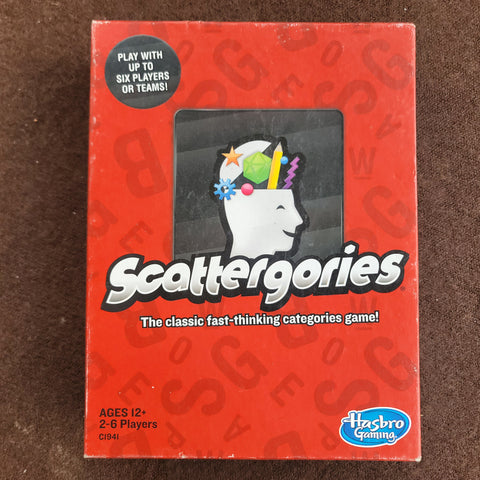 PLAY WITH
UP TO
SIX PLAYERS
OR TEAMS!
Scattergories
The classic fast-thinking categories game!
AGES 12+
2-6 Players
C1941
Hasbro
Gaming